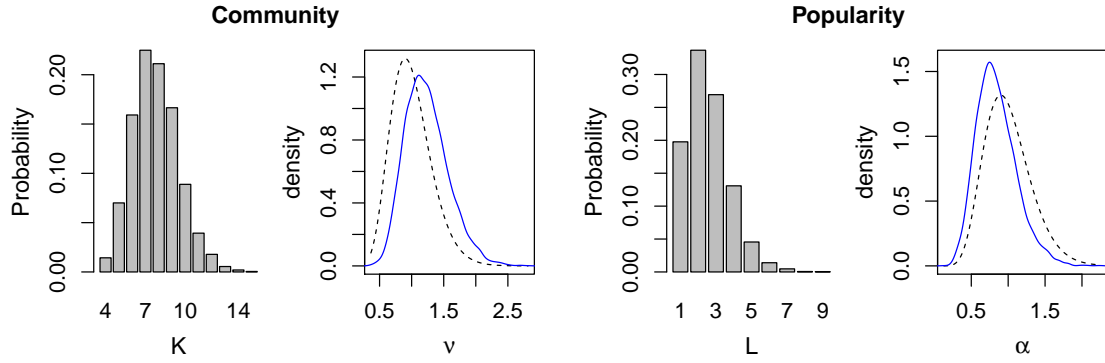 Community
Popularity
Probability
0.00 0.10 0.20
4 7 10 14
K
density
0.0 0.4 0.8 1.2
0.5 1.5 2.5
ν
Probability
0.00 0.10 0.20 0.30
1 3 5 7 9
L
density
0.0 0.5 1.0 1.5
0.5 1.5
α